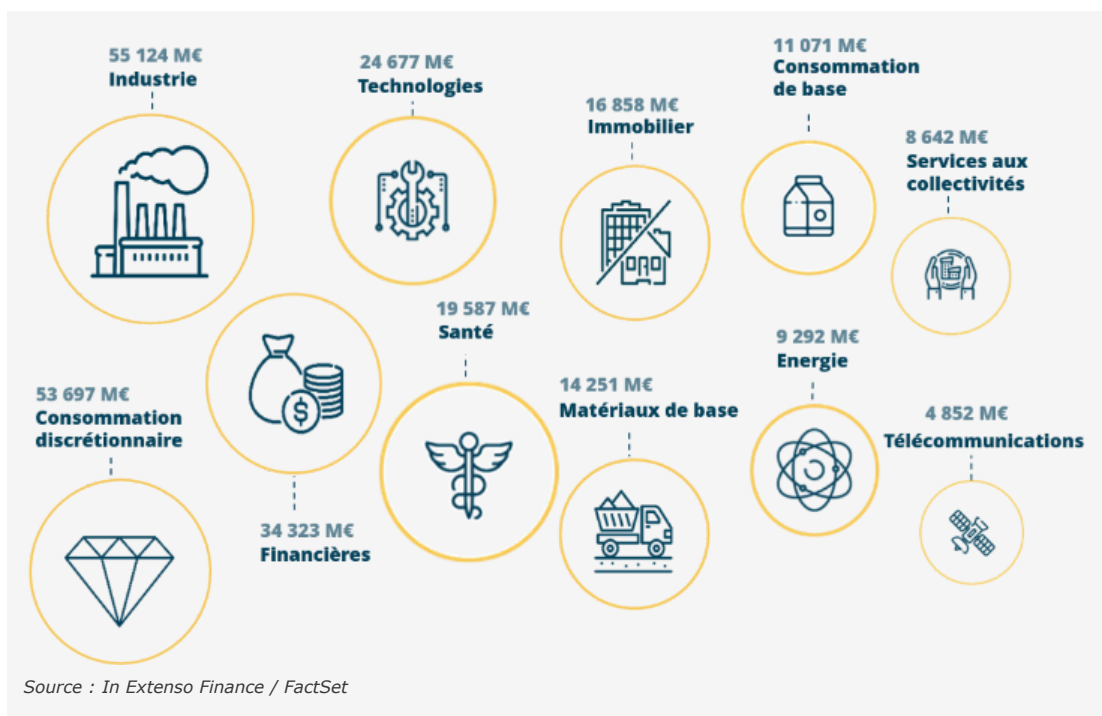 55 124 M€
Industrie
24 677 M€
Technologies
16 858 M€
Immobilier
11 071 M€
Consommation
de base
8 642 M€
Services aux
collectivités
53 697 M€
Consommation
discrétionnaire
$
34 323 M€
Financières
19 587 M€
Santé
14 251 M€
Matériaux de base
9 292 M€
Energie
4 852 M€
Télécommunications
Source : In Extenso Finance / FactSet